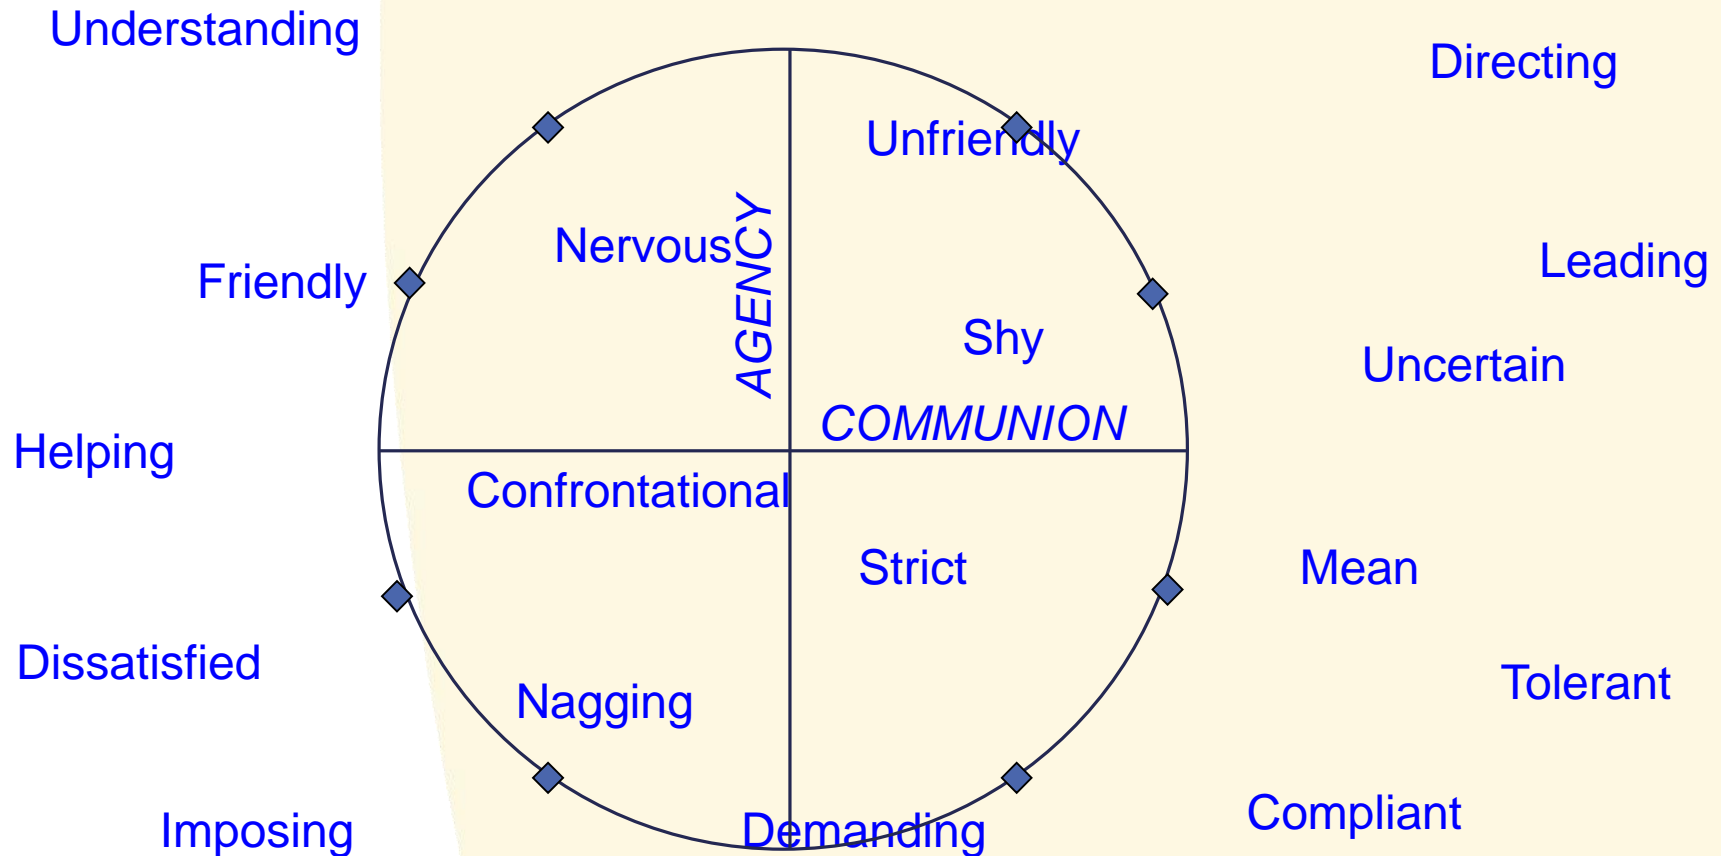 Understanding
Directing
Unfriendly
Nervous
AGENCY
Friendly
Leading
Shy
Uncertain
COMMUNION
Helping
Confrontational
Strict
Mean
Dissatisfied
Tolerant
Nagging
Imposing
Demanding
Compliant